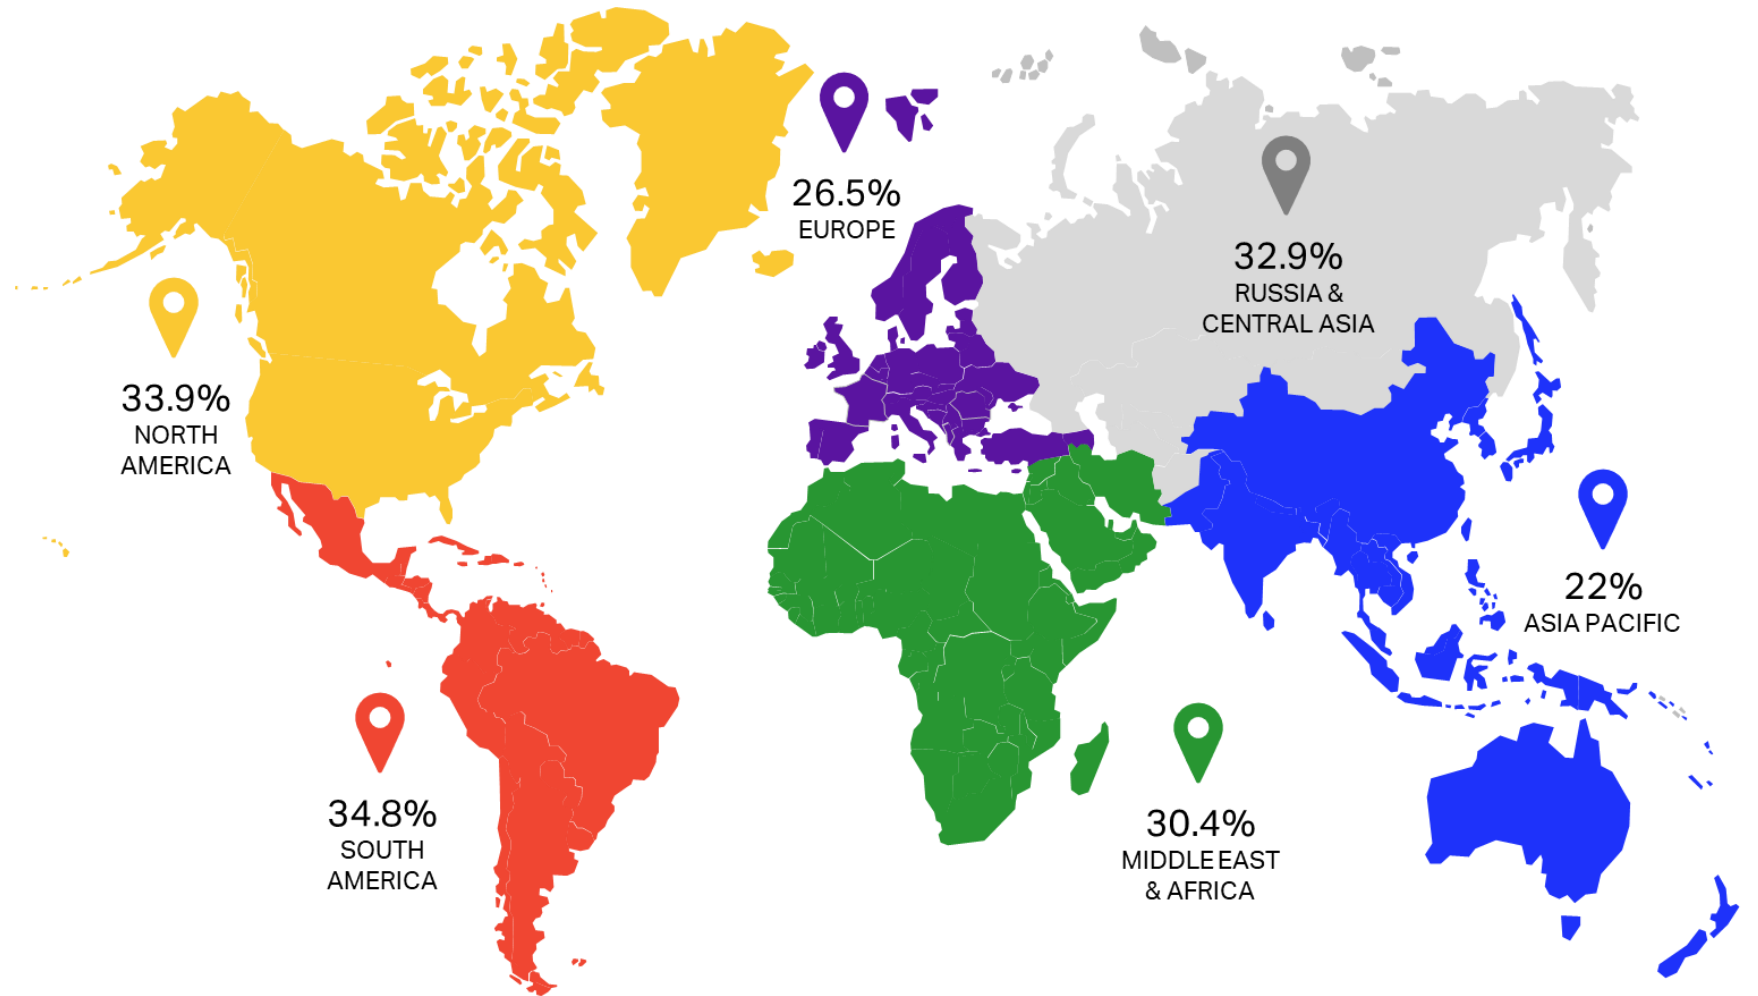 26.5%
EUROPE
32.9%
RUSSIA &
CENTRAL ASIA
33.9%
NORTH
AMERICA
22%
ASIA PACIFIC
34.8%
SOUTH
AMERICA
30.4%
MIDDLE EAST
& AFRICA